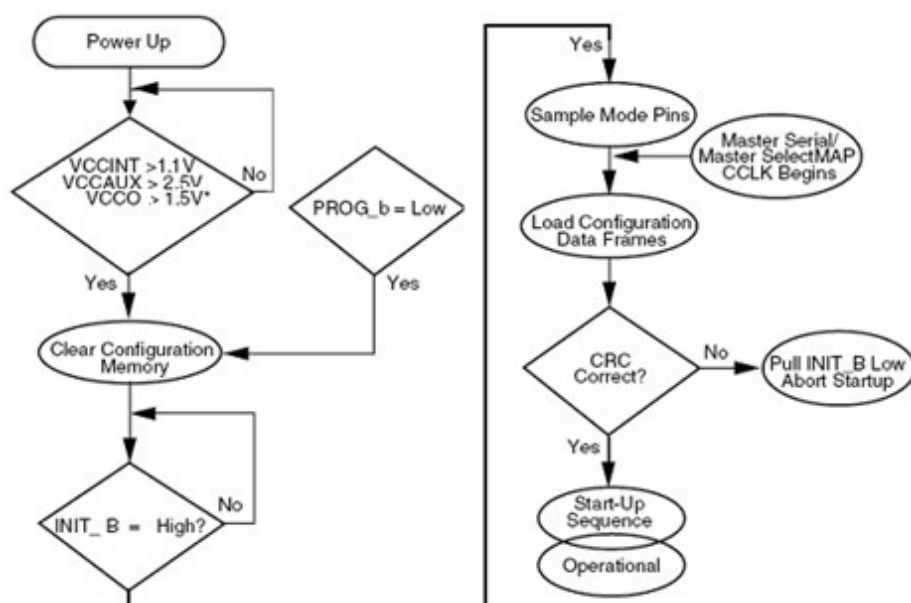 Power Up
VCCINT >1.1V
VCCAUX > 2.5V
VCCO .> 1.5V*
No
Yes
PROG_b = Low
Yes
Clear Configuration
Memory
INIT_ B = High?
No
Yes
Sample Mode Pins
Master Serial/
Master SelectMAP
CCLK Begins
Load Configuration
Data Frames
CRC
Correct?
No
Pull INIT_B Low
Abort Startup
Yes
Start-Up
Sequence
Operational